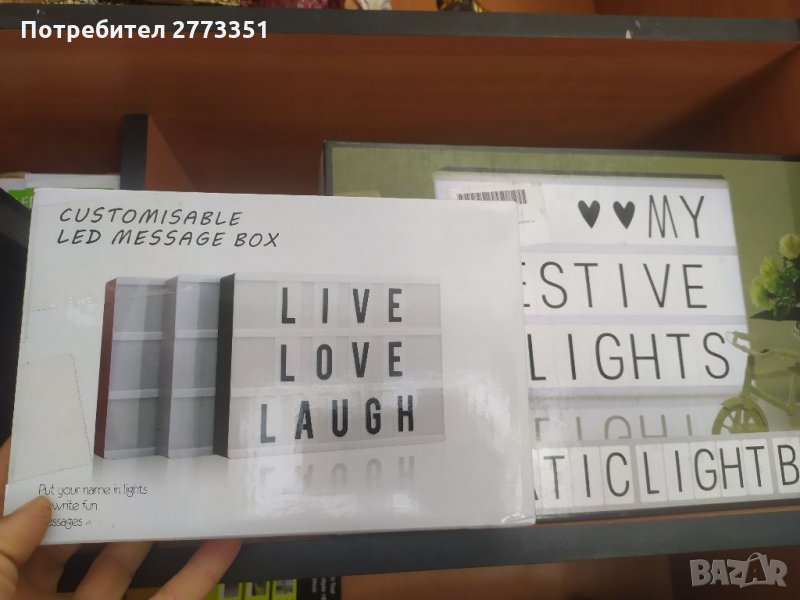 Потребител 2773351
CUSTOMISABLE
LED MESSAGE BOX
LIVE
LOVE
LAUGH
Put your name in lights
write fun
MY
ESTIVE
LIGHTS
TICLIGHTB
BAZAR